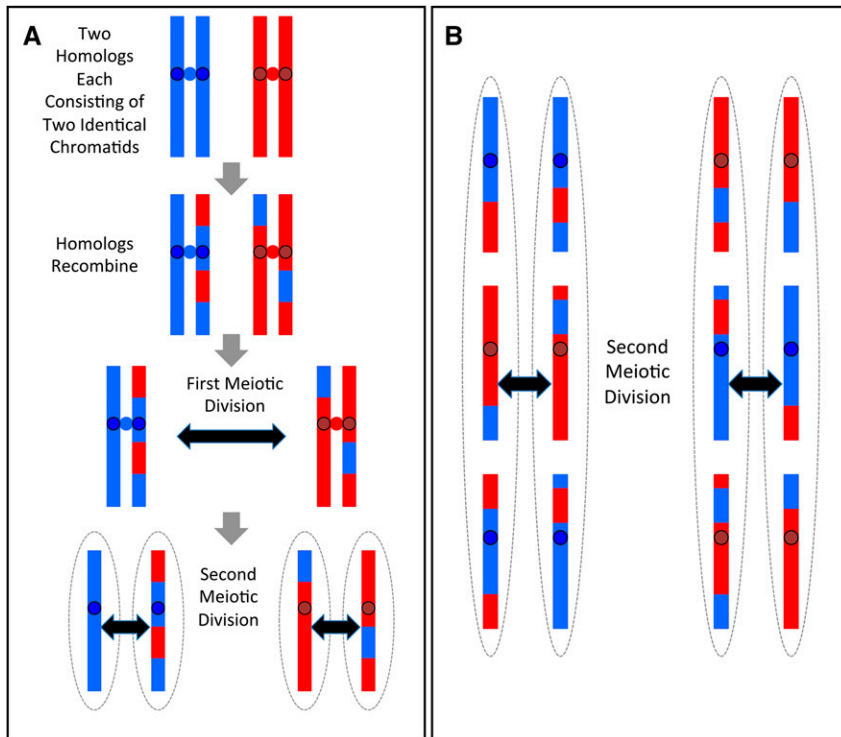 A
Two
Homologs
Each
Consisting of
Two Identical
Chromatids
Homologs
Recombine
First Meiotic
Division
Second
Meiotic
Division
B
Second
Meiotic
Division